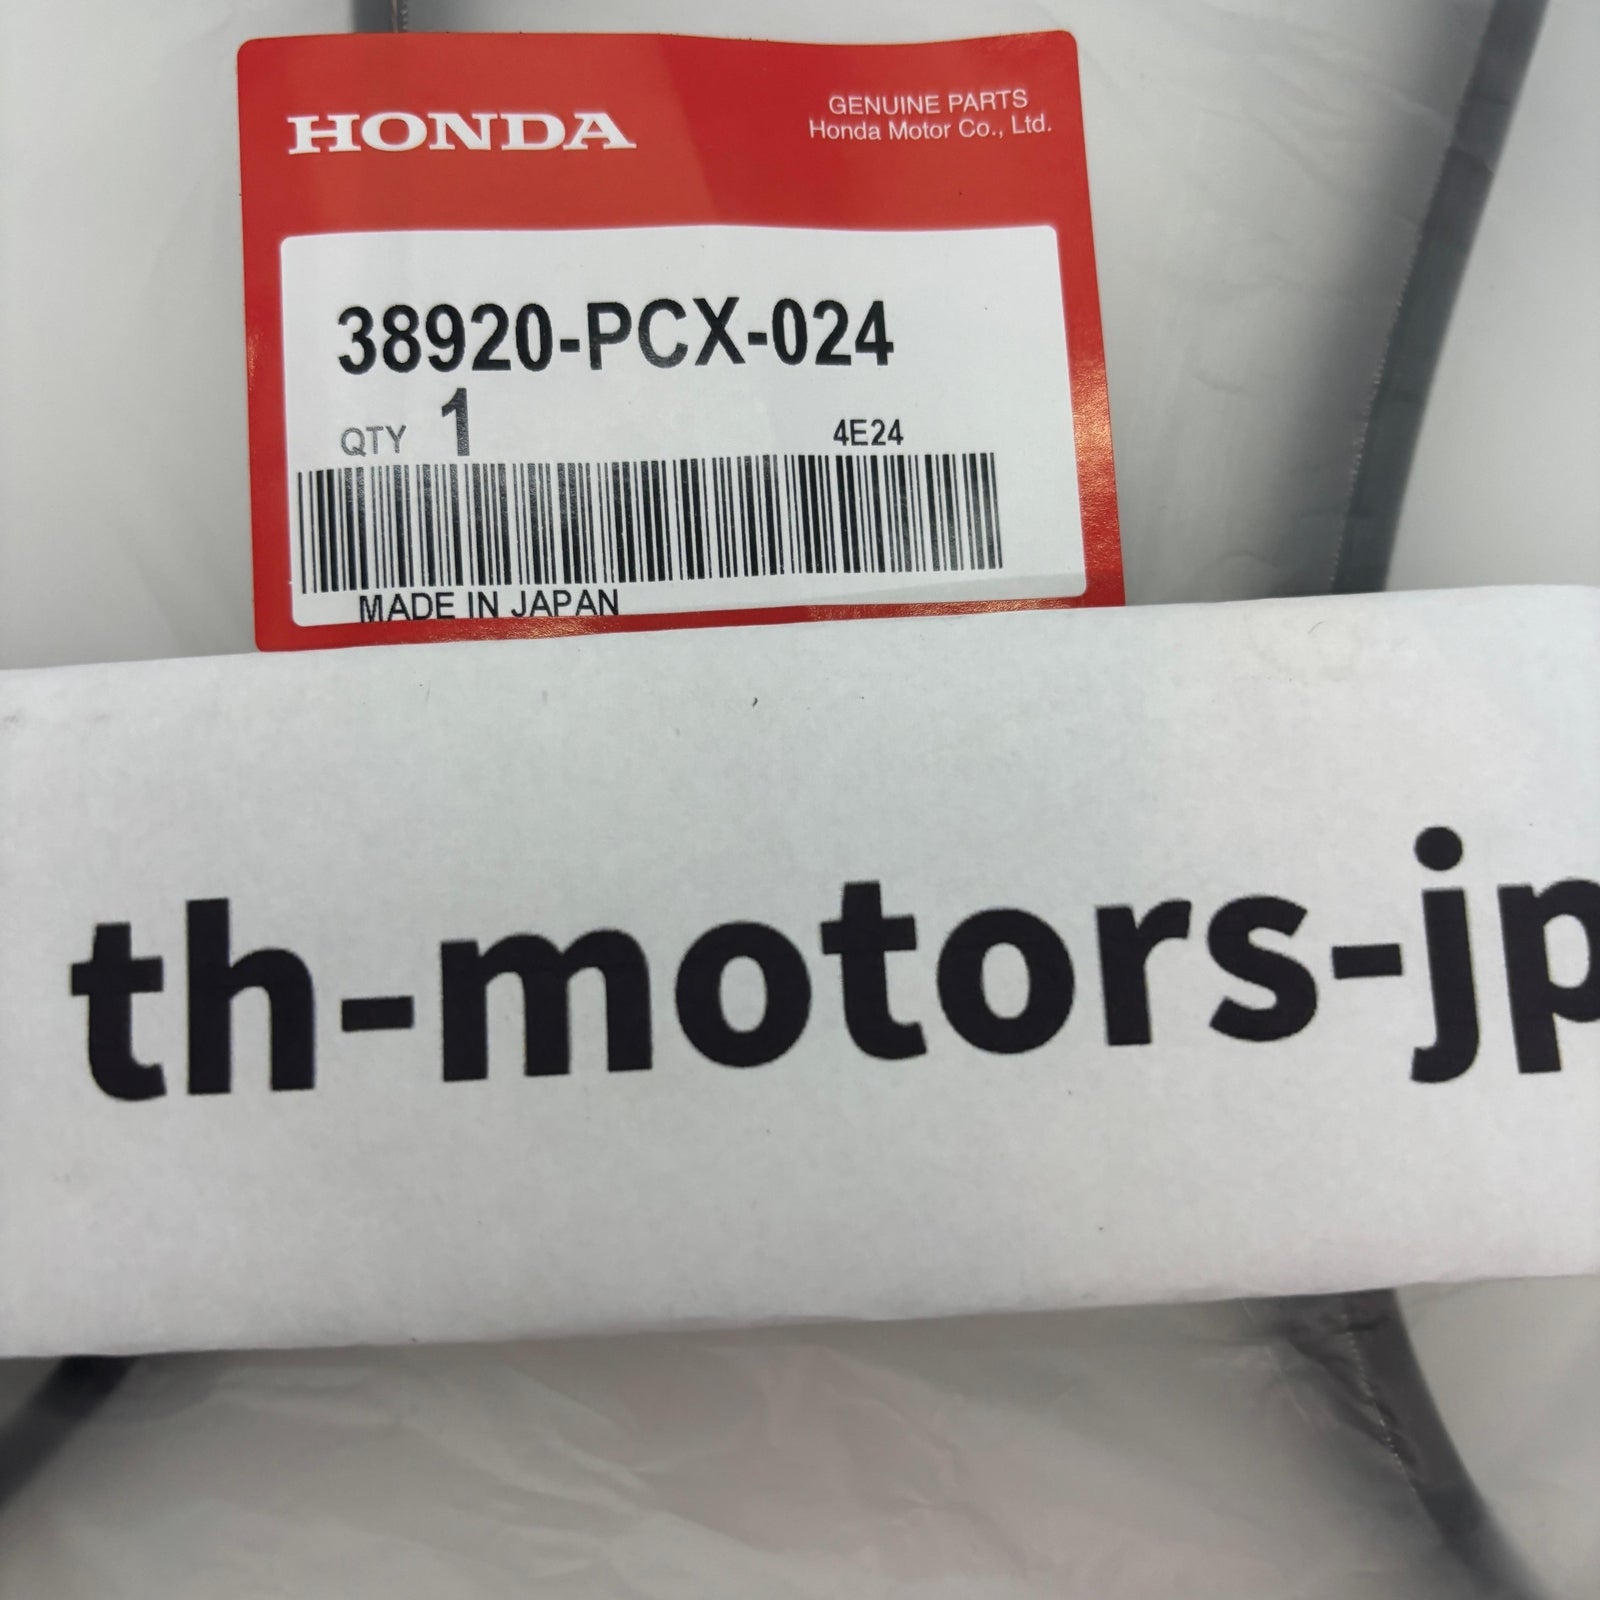 HONDA
GENUINE PARTS
Honda Motor Co., Ltd.
38920-PCX-024
QTY 1
4E24
MADE IN JAPAN
th-motors-jp